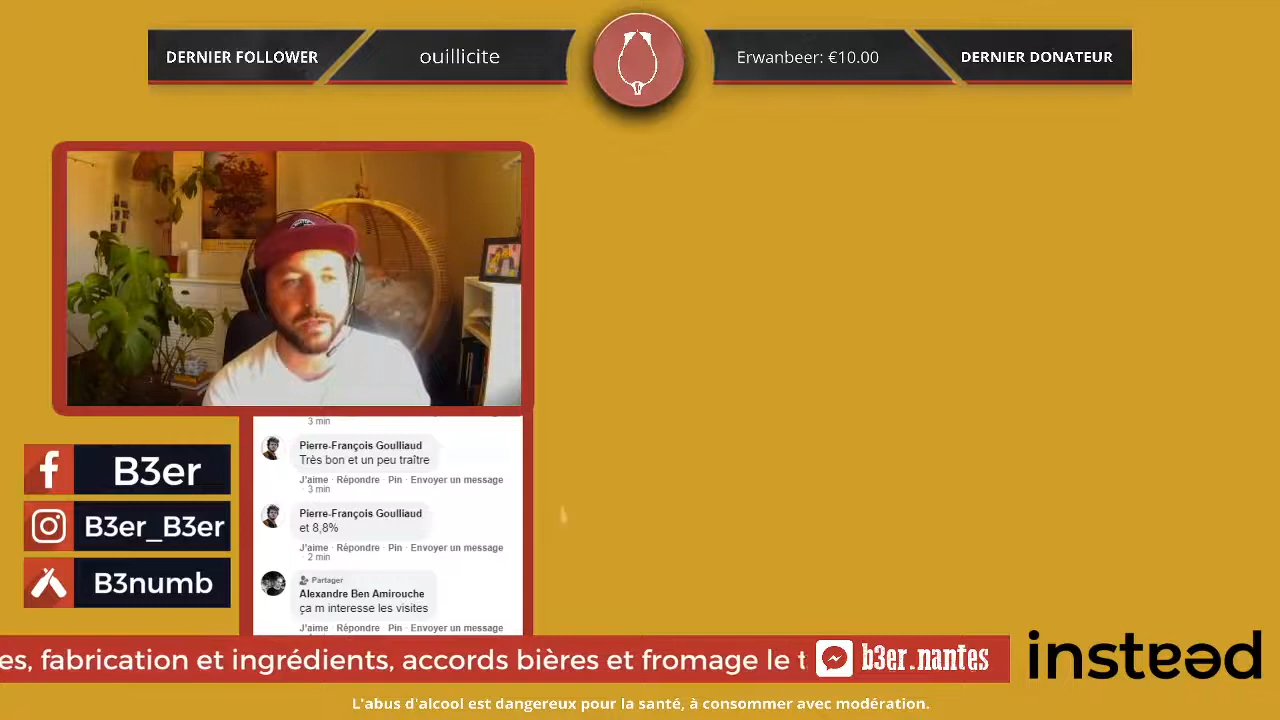 DERNIER FOLLOWER
ouillicite
Erwanbeer: €10.00
DERNIER DONATEUR
3 min
Pierre-François Goulliaud
Très bon et un peu traître
J'aime · Répondre · Pin · Envoyer un message
· 3 min
Pierre-François Goulliaud
et 8,8%
J'aime · Répondre · Pin · Envoyer un message
· 2 min
Partager
Alexandre Ben Amirouche
ça m interesse les visites
J'aime · Répondre · Pin · Envoyer un message
B3er
B3er_B3er
B3numb
es, fabrication et ingrédients, accords bières et fromage le t
b3er.nantes
instead
L'abus d'alcool est dangereux pour la santé, à consommer avec modération.